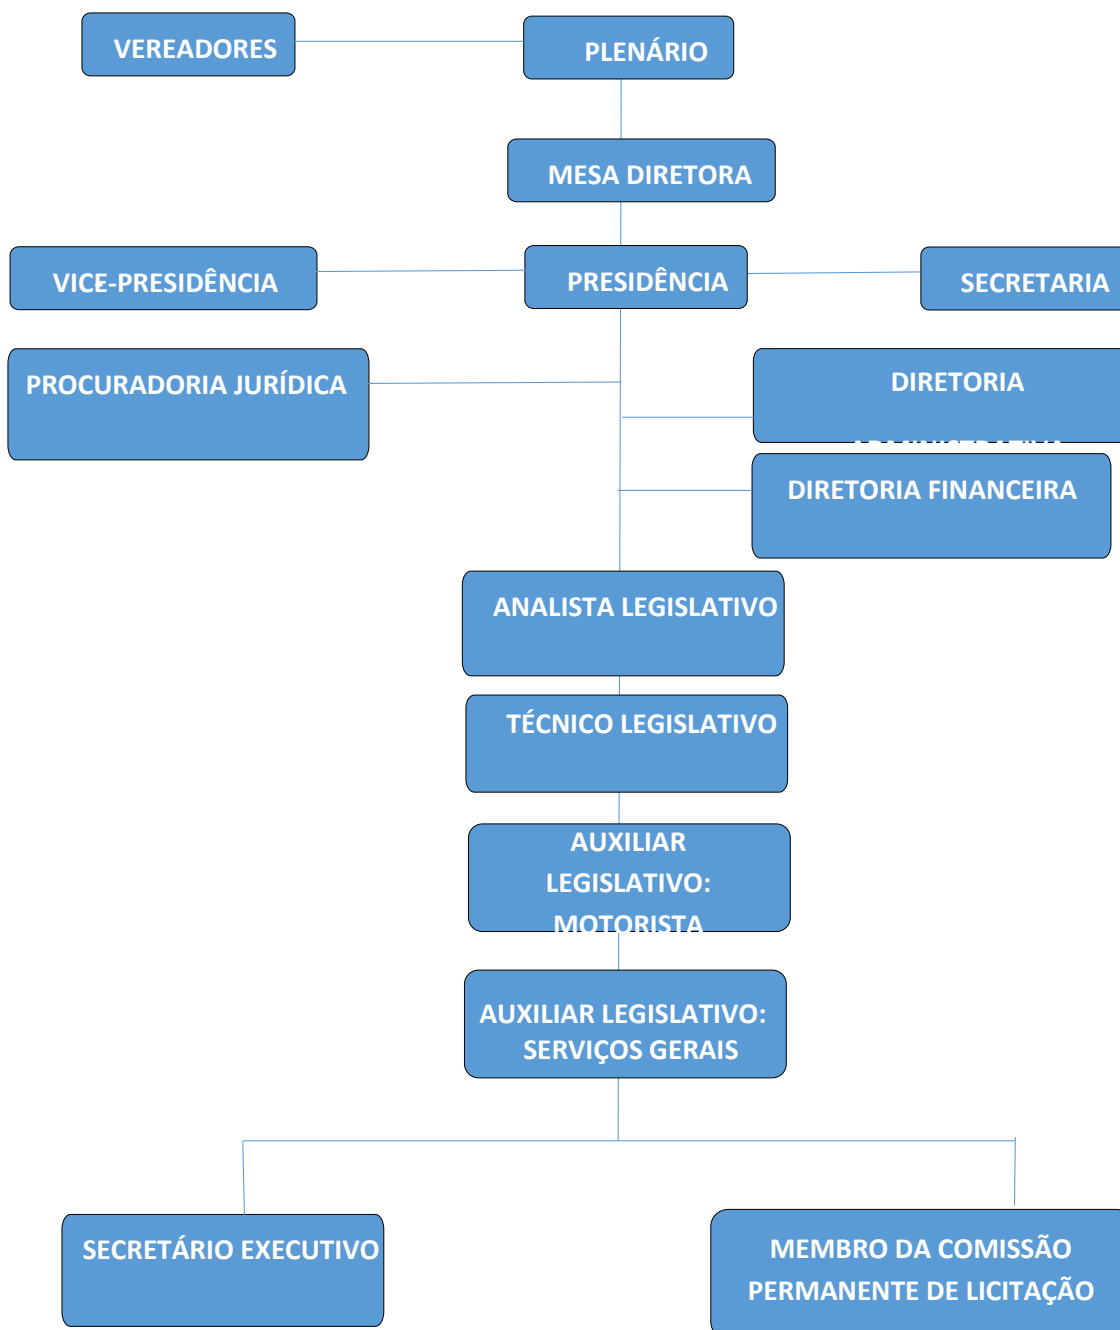 VEREADORES
PLENÁRIO
MESA DIRETORA
VICE-PRESIDÊNCIA
PRESIDÊNCIA
SECRETARIA
PROCURADORIA JURÍDICA
DIRETORIA
ADMINISTRATIVA
DIRETORIA FINANCEIRA
ANALISTA LEGISLATIVO
TÉCNICO LEGISLATIVO
AUXILIAR
LEGISLATIVO:
MOTORISTA
AUXILIAR LEGISLATIVO:
SERVIÇOS GERAIS
SECRETÁRIO EXECUTIVO
MEMBRO DA COMISSÃO
PERMANENTE DE LICITAÇÃO